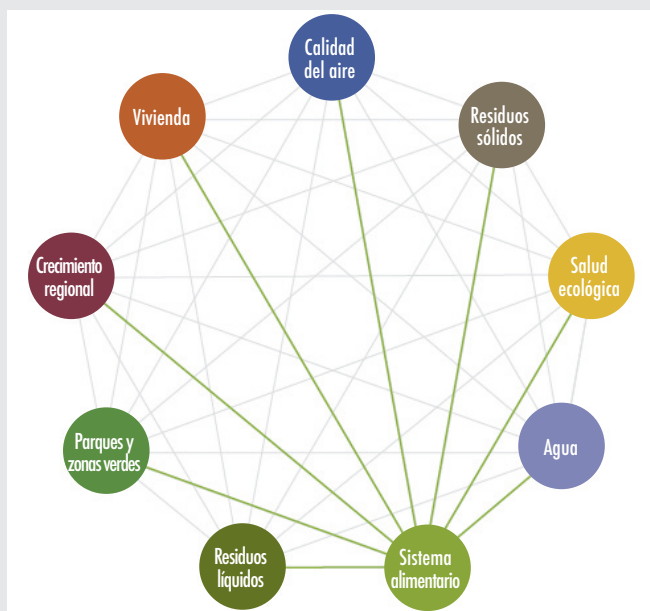 Calidad
del aire
Vivienda
Residuos
sólidos
Crecimiento
regional
Salud
ecológica
Parques y
zonas verdes
Agua
Residuos
líquidos
Sistema
alimentario